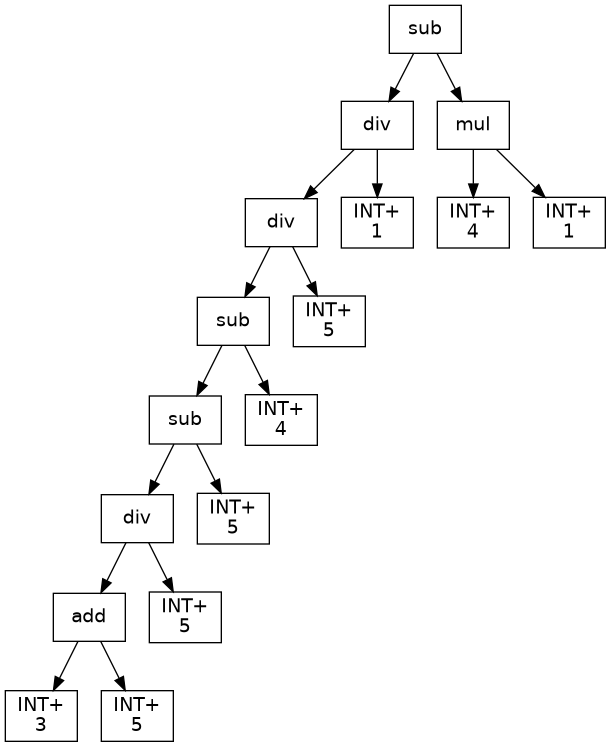 sub
div
mul
div
INT+
1
INT+
4
INT+
1
sub
INT+
5
sub
INT+
4
div
INT+
5
add
INT+
5
INT+
3
INT+
5